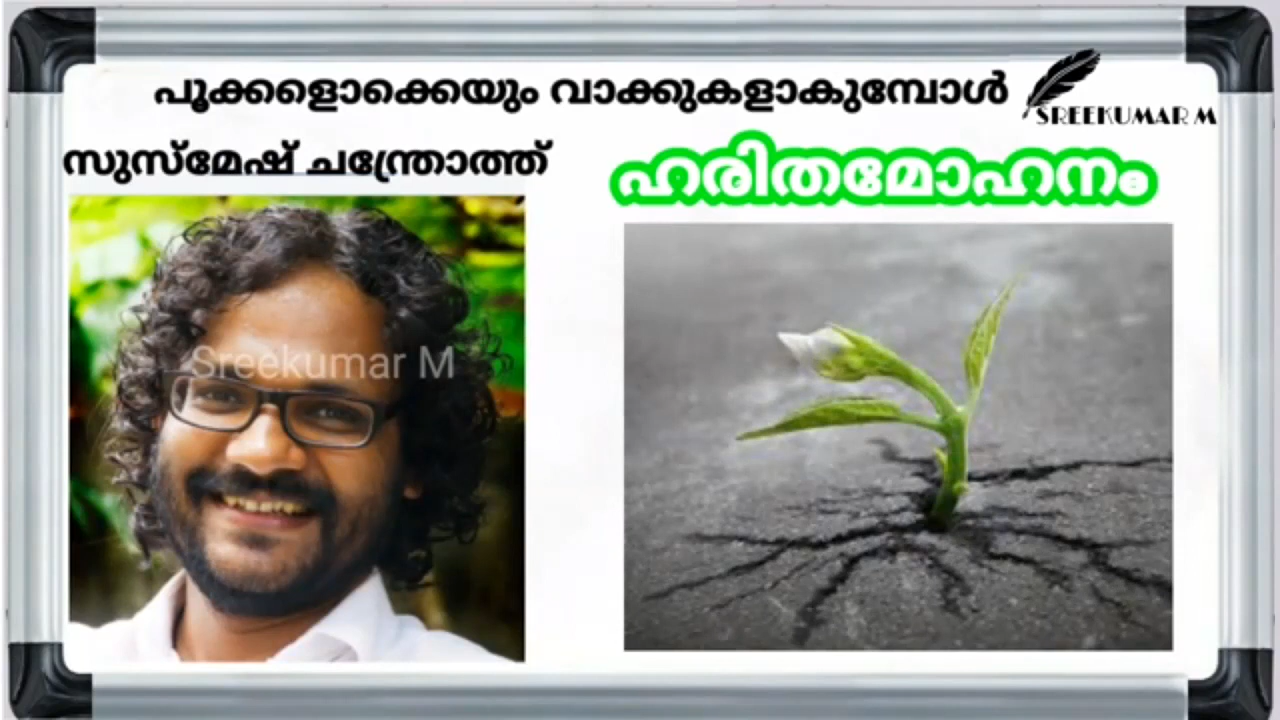 പൂക്കളൊക്കെയും വാക്കുകളാകുമ്പോൾ
SREEKUMAR M
സുസ്മേഷ് ചന്ത്രോത്ത്
ഹരിതമോഹനം
Sreekumar M